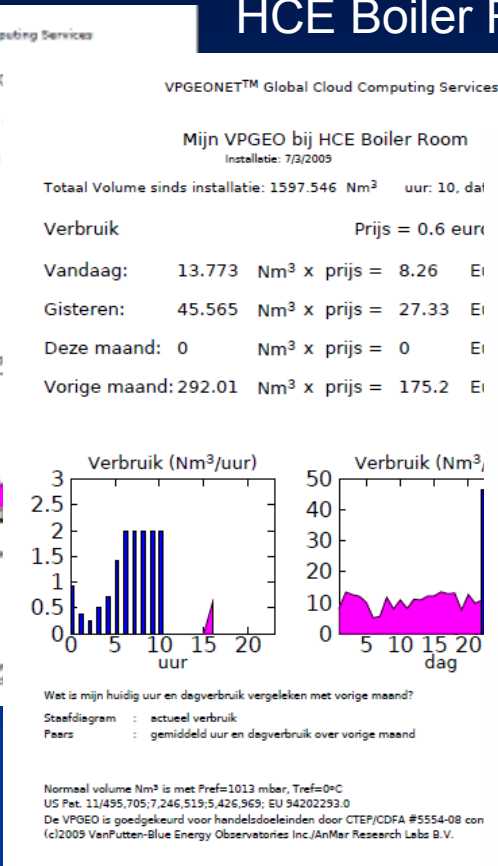 HCE Boiler
puting Services
VPGEONET™ Global Cloud Computing Services
Mijn VPGEO bij HCE Boiler Room
Installatie: 7/3/2009
Totaal Volume sinds installatie: 1597.546 Nm³ uur: 10,
Verbruik Prijs = 0.6
Vandaag: 13.773 Nm³ x prijs = 8.26
Gisteren: 45.565 Nm³ x prijs = 27.33
Deze maand: 0 Nm³ x prijs = 0
Vorige maand: 292.01 Nm³ x prijs = 175.2
Verbruik (Nm³/uur)
3
2.5
2
1.5
1
0.5
0
0 5 10 15 20
uur
Verbruik (Nm³/
50
40
30
20
10
0
5 10 15 20
dag
Wat is mijn huidig uur en dagverbruik vergeleken met vorige maand?
Staafdiagram : actueel verbruik
Paars : gemiddeld uur en dagverbruik over vorige maand
Normaal volume Nm³ is met Pref=1013 mbar, Tref=0ºC
US Pat. 11/495,705;7,246,519;5,426,969; EU 94202293.0
De VPGEO is goedgekeurd voor handelsdoeleinden door CTEP/CDFA #5554-08
(c)2009 VanPutten-Blue Energy Observatories Inc./AnMar Research Labs B.V.